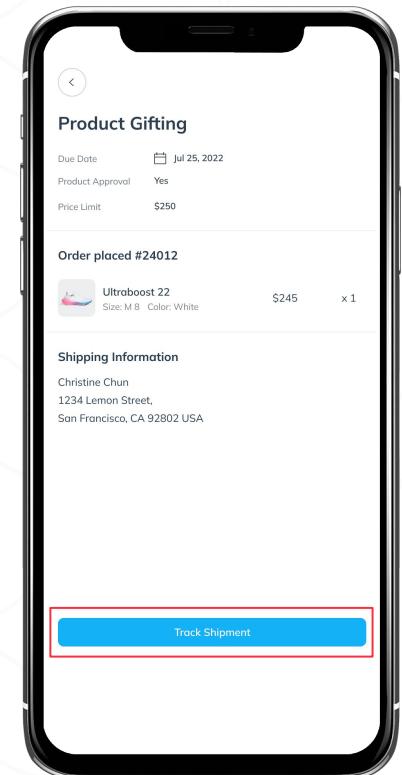 Product Gifting
Due Date Jul 25, 2022
Product Approval Yes
Price Limit $250
Order placed #24012
Ultraboost 22 $245 x 1
Size: M 8 Color: White
Shipping Information
Christine Chun
1234 Lemon Street,
San Francisco, CA 92802 USA
Track Shipment